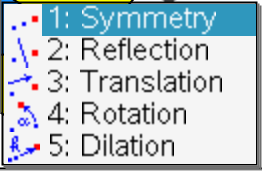 1: Symmetry
2: Reflection
3: Translation
4: Rotation
5: Dilation